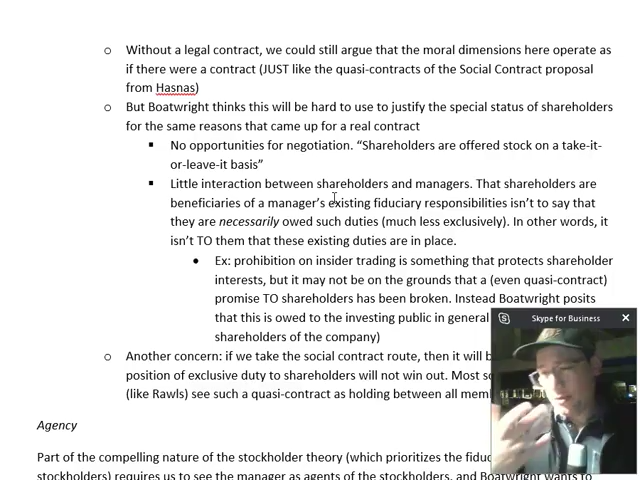 o Without a legal contract, we could still argue that the moral dimensions here operate as
if there were a contract (JUST like the quasi-contracts of the Social Contract proposal
from Hasnas)
o But Boatwright thinks this will be hard to use to justify the special status of shareholders
for the same reasons that came up for a real contract
▪ No opportunities for negotiation. “Shareholders are offered stock on a take-it-
or-leave-it basis”
▪ Little interaction between shareholders and managers. That shareholders are
beneficiaries of a manager’s existing fiduciary responsibilities isn’t to say that
they are necessarily owed such duties (much less exclusively). In other words, it
isn’t TO them that these existing duties are in place.
• Ex: prohibition on insider trading is something that protects shareholder
interests, but it may not be on the grounds that a (even quasi-contract)
promise TO shareholders has been broken. Instead Boatwright posits
that this is owed to the investing public in general
shareholders of the company)
o Another concern: if we take the social contract route, then it will
position of exclusive duty to shareholders will not win out. Most
(like Rawls) see such a quasi-contract as holding between all
Skype for Business
Agency
Part of the compelling nature of the stockholder theory (which prioritizes the
stockholders) requires us to see the manager as agents of the stockholders, and Boatwright wants to